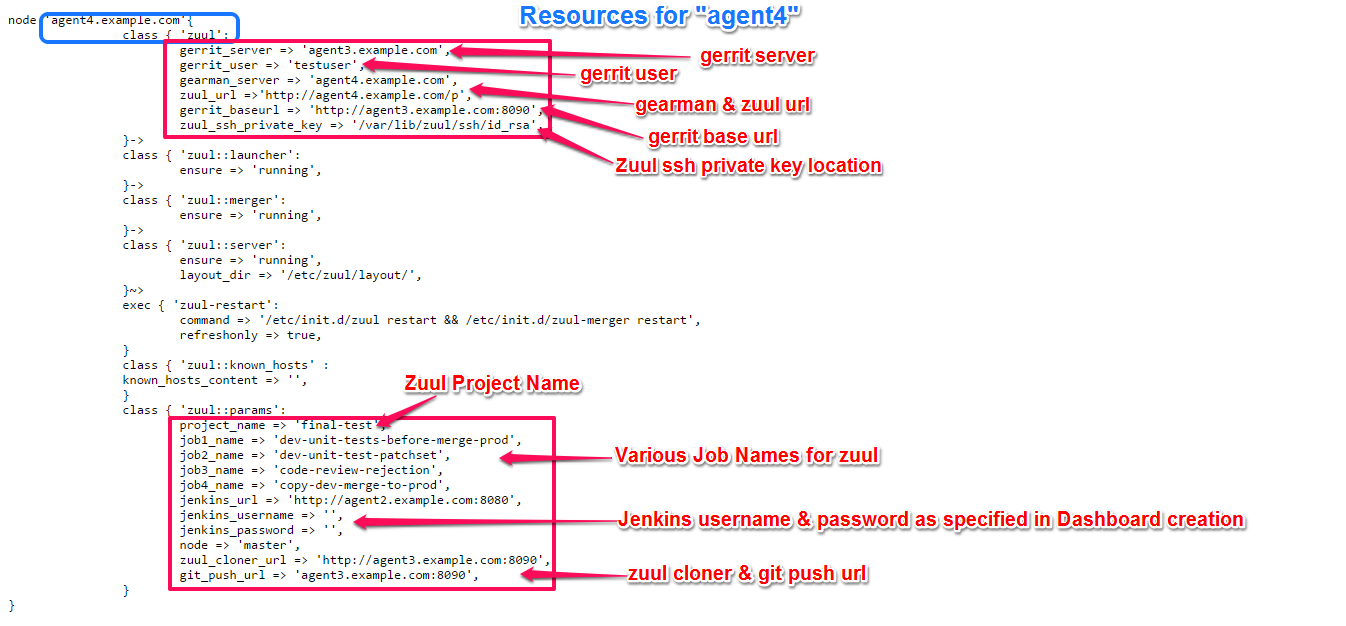 Resources for "agent4"
node 'agent4.example.com'{
class { 'zuul':
gerrit_server => 'agent3.example.com',
gerrit server
gerrit_user => 'testuser',
gerrit user
gearman_server => 'agent4.example.com',
zuul_url =>'http://agent4.example.com/p',
gearman & zuul url
gerrit_baseurl => 'http://agent3.example.com:8090',
gerrit base url
zuul_ssh_private_key => '/var/lib/zuul/ssh/id_rsa',
Zuul ssh private key location
}->
class { 'zuul::launcher':
ensure => 'running',
}->
class { 'zuul::merger':
ensure => 'running',
}->
class { 'zuul::server':
ensure => 'running',
layout_dir => '/etc/zuul/layout/',
}~>
exec { 'zuul-restart':
command => '/etc/init.d/zuul restart && /etc/init.d/zuul-merger restart',
refreshonly => true,
}
class { 'zuul::known_hosts' :
known_hosts_content => '',
}
Zuul Project Name
class { 'zuul::params':
project_name => 'final-test',
job1_name => 'dev-unit-tests-before-merge-prod',
job2_name => 'dev-unit-test-patchset',
Various Job Names for zuul
job3_name => 'code-review-rejection',
job4_name => 'copy-dev-merge-to-prod',
jenkins_url => 'http://agent2.example.com:8080',
jenkins_username => '',
Jenkins username & password as specified in Dashboard creation
jenkins_password => '',
node => 'master',
zuul_cloner_url => 'http://agent3.example.com:8090',
git_push_url => 'agent3.example.com:8090',
zuul cloner & git push url
}
}